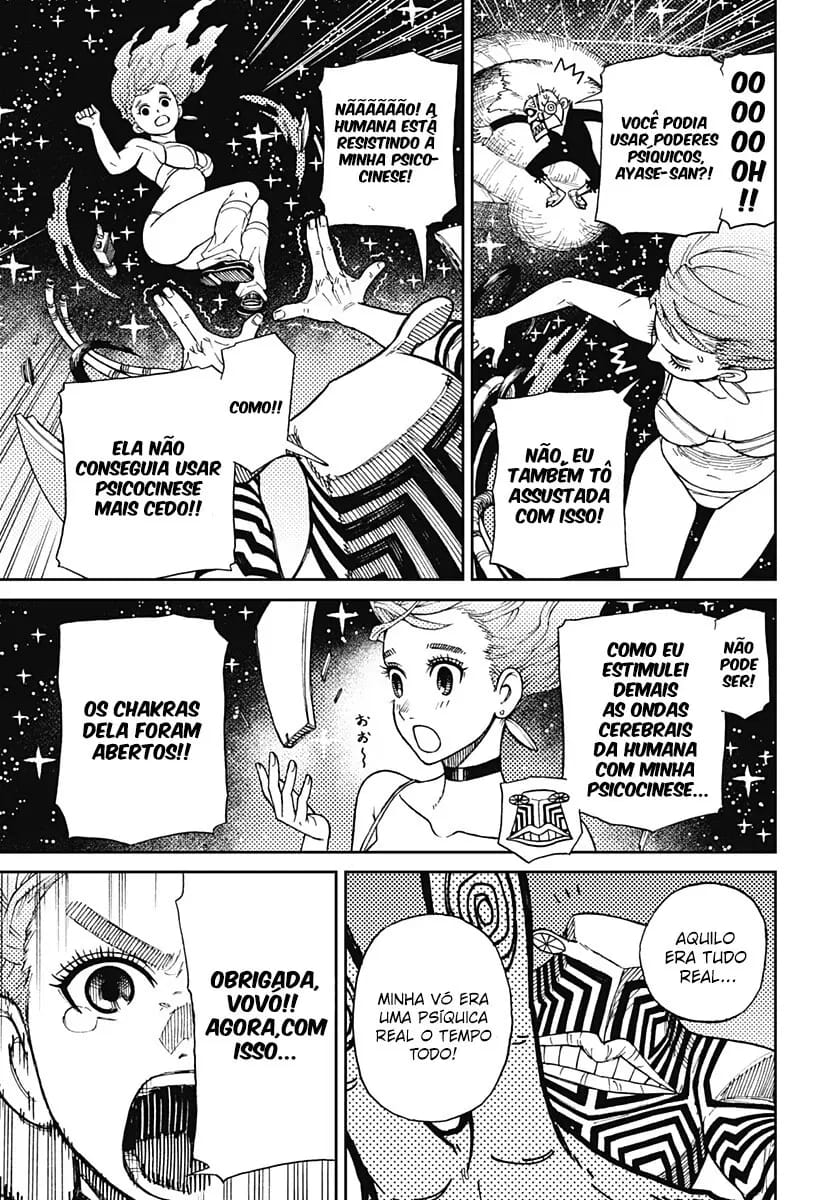 OO
OO
OO
OH
!!
VOCÊ PODIA
USAR PODERES
PSIQUICOS,
AYASE-SAN?!
NÃO, EU
TAMBÉM TÔ
ASSUSTADA
COM ISSO!
NÃÃÃÃÃÃO! A
HUMANA ESTÁ
RESISTINDO À
MINHA PSICO-
CINESE!
COMO!!
ELA NÃO
CONSEGUIA USAR
PSICOCINESE
MAIS CEDO!!
NÃO
PODE
SER!
COMO EU
ESTIMULEI
DEMAIS
AS ONDAS
CEREBRAIS
DA HUMANA
COM MINHA
PSICOCINESE...
おお〜
OS CHAKRAS
DELA FORAM
ABERTOS!!
AQUILO
ERA TUDO
REAL...
MINHA VÓ ERA
UMA PSÍQUICA
REAL O TEMPO
TODO!
OBRIGADA,
VOVÓ!!
AGORA,COM
ISSO...